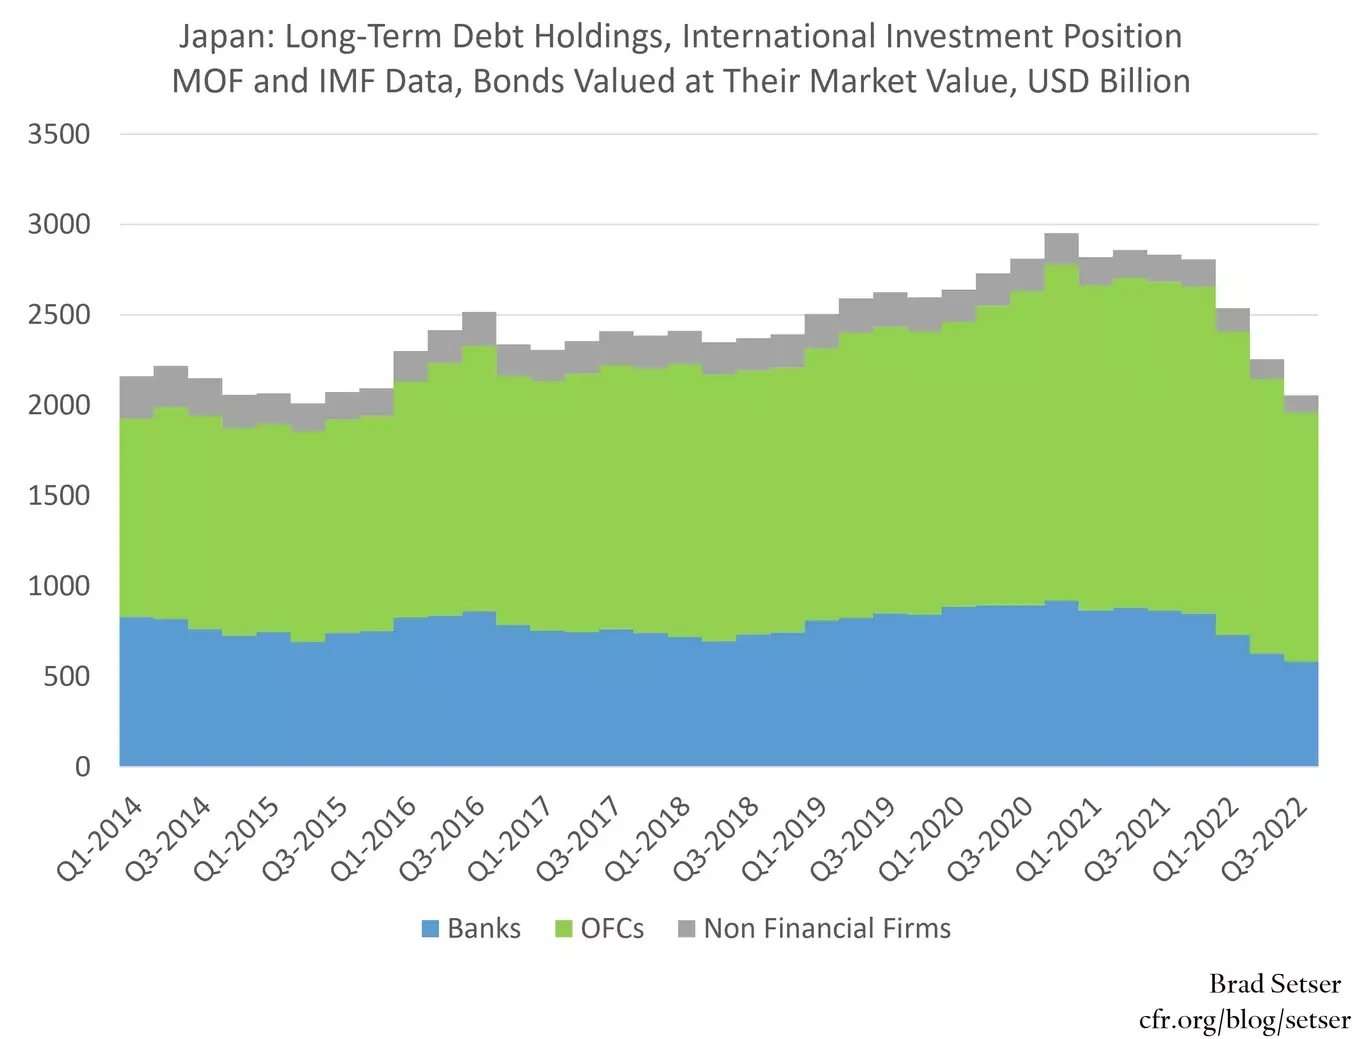 Japan: Long-Term Debt Holdings, International Investment Position
MOF and IMF Data, Bonds Valued at Their Market Value, USD Billion
3500
3000
2500
2000
1500
1000
500
0
Q1-2014
Q3-2014
Q1-2015
Q3-2015
Q1-2016
Q3-2016
Q1-2017
Q3-2017
Q1-2018
Q3-2018
Q1-2019
Q3-2019
Q1-2020
Q3-2020
Q1-2021
Q3-2021
Q1-2022
Q3-2022
Banks OFCs Non Financial Firms
Brad Setser
cfr.org/blog/setser